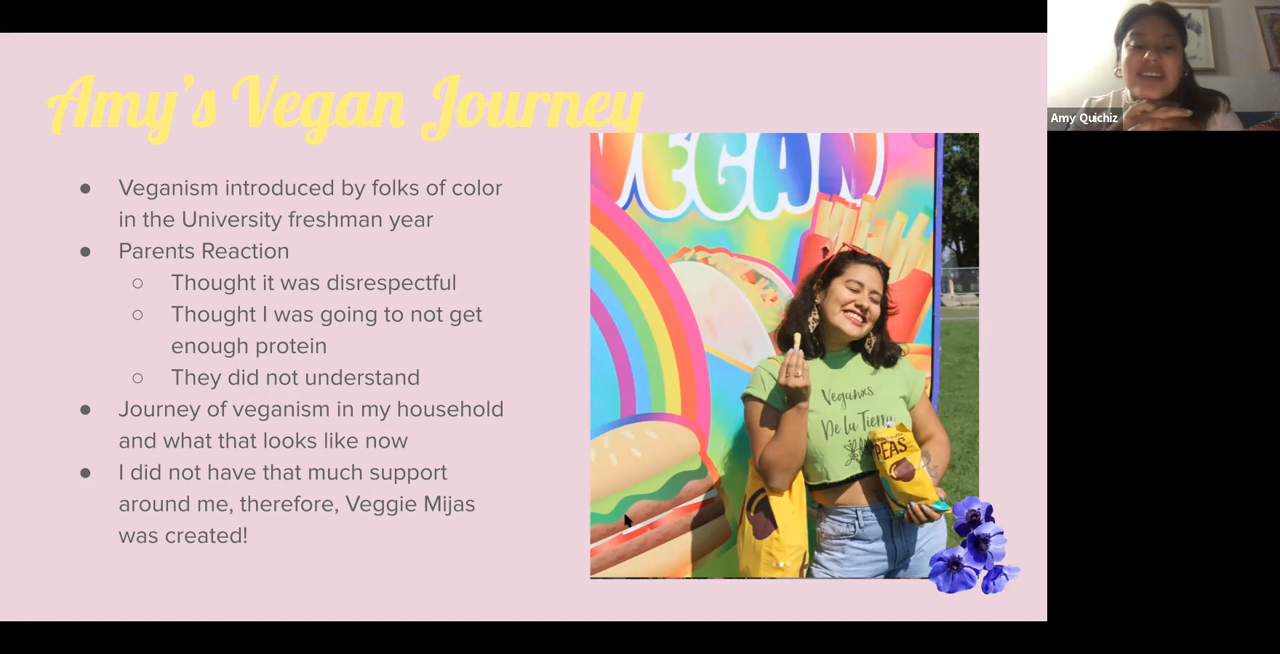 Amy's Vegan Journey
Amy Quichiz
VEGAN
● Veganism introduced by folks of color
in the University freshman year
● Parents Reaction
○ Thought it was disrespectful
○ Thought I was going to not get
enough protein
○ They did not understand
● Journey of veganism in my household
and what that looks like now
● I did not have that much support
around me, therefore, Veggie Mijas
was created!
Veganxs
De la Tierra
PEAS